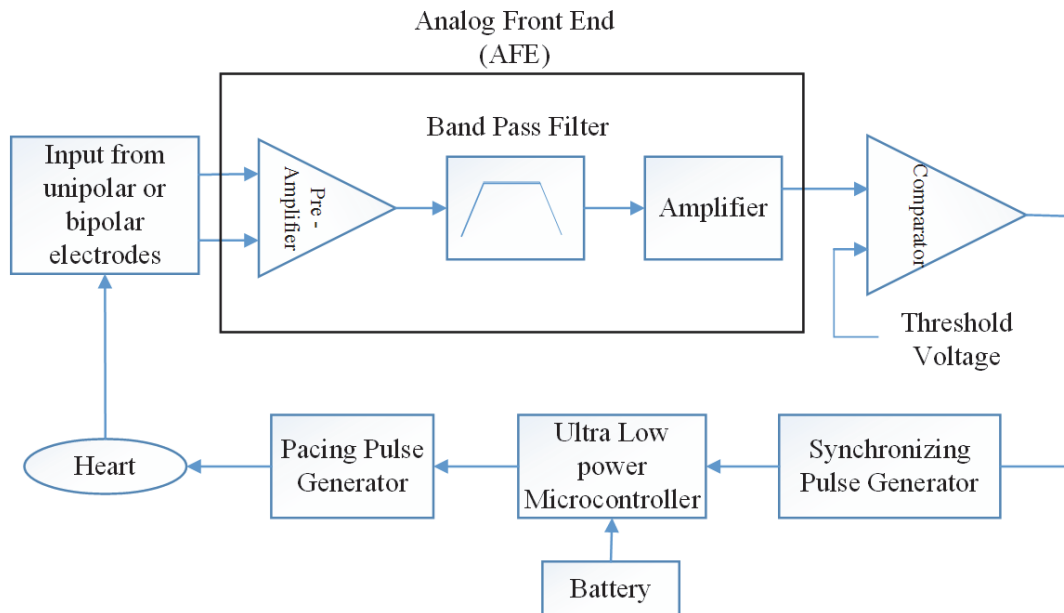 Analog Front End
(AFE)
Input from
unipolar or
bipolar
electrodes
Pre -
Amplifier
Band Pass Filter
Amplifier
Comparator
Threshold
Voltage
Heart
Pacing Pulse
Generator
Ultra Low
power
Microcontroller
Synchronizing
Pulse Generator
Battery